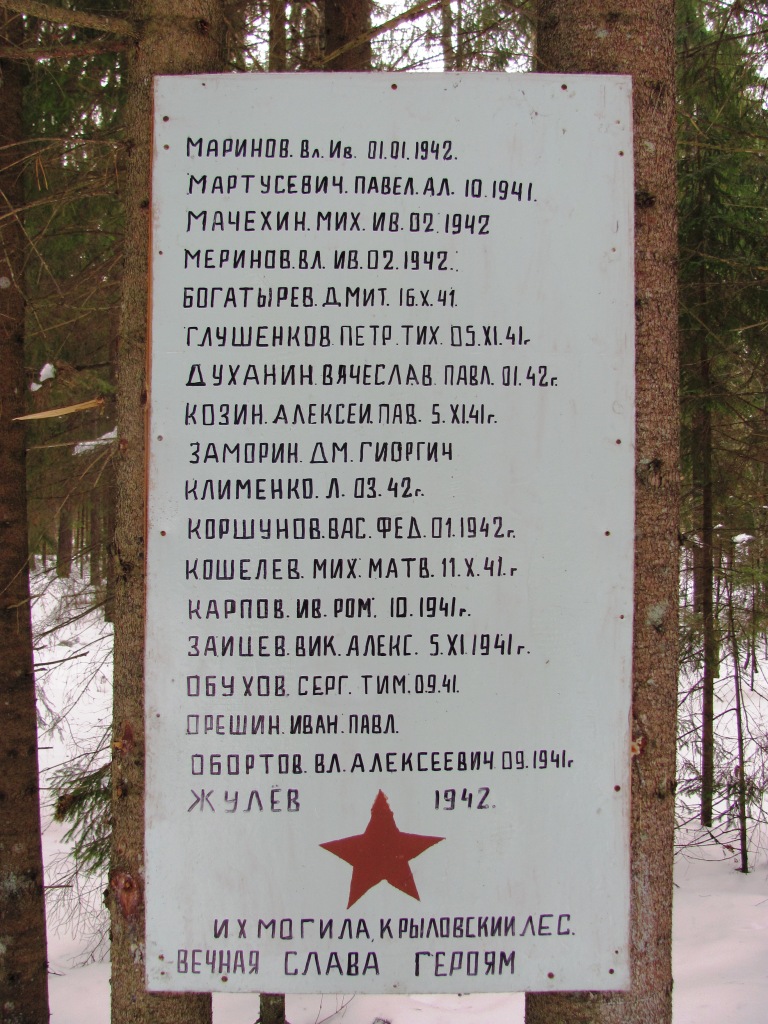 МАРИНОВ. Вл. Ив. 01.01.1942.
МАРТУСЕВИЧ. ПАВЕЛ. АЛ. 10.1941.
МАЧЕХИН. МИХ. ИВ. 02.1942
МЕРИНОВ. ВЛ. ИВ. 02.1942.
БОГАТЫРЕВ. ДМИТ. 16.X.41.
ГЛУШЕНКОВ. ПЕТР. ТИХ. 05.XI.41г.
ДУХАНИН. ВЯЧЕСЛАВ. ПАВЛ. 01.42г.
КОЗИН. АЛЕКСЕИ. ПАВ. 5.XI.41г.
ЗАМОРИН. ДМ. ГИОРГИЧ
КЛИМЕНКО. Л. 03.42г.
КОРШУНОВ. ВАС. ФЕД. 01.1942г.
КОШЕЛЕВ. МИХ. МАТВ. 11.X.41.г
КАРПОВ. ИВ. РОМ. 10.1941г.
ЗАИЦЕВ. ВИК. АЛЕКС. 5.XI.1941г.
ОБУХОВ. СЕРГ. ТИМ. 09.41.
ОРЕШИН. ИВАН. ПАВЛ.
ОБОРТОВ. ВЛ. АЛЕКСЕЕВИЧ. 09.1941г
ЖУЛЁВ 1942.
ИХ МОГИЛА, КРЫЛОВСКИИ ЛЕС.
ВЕЧНАЯ СЛАВА ГЕРОЯМ